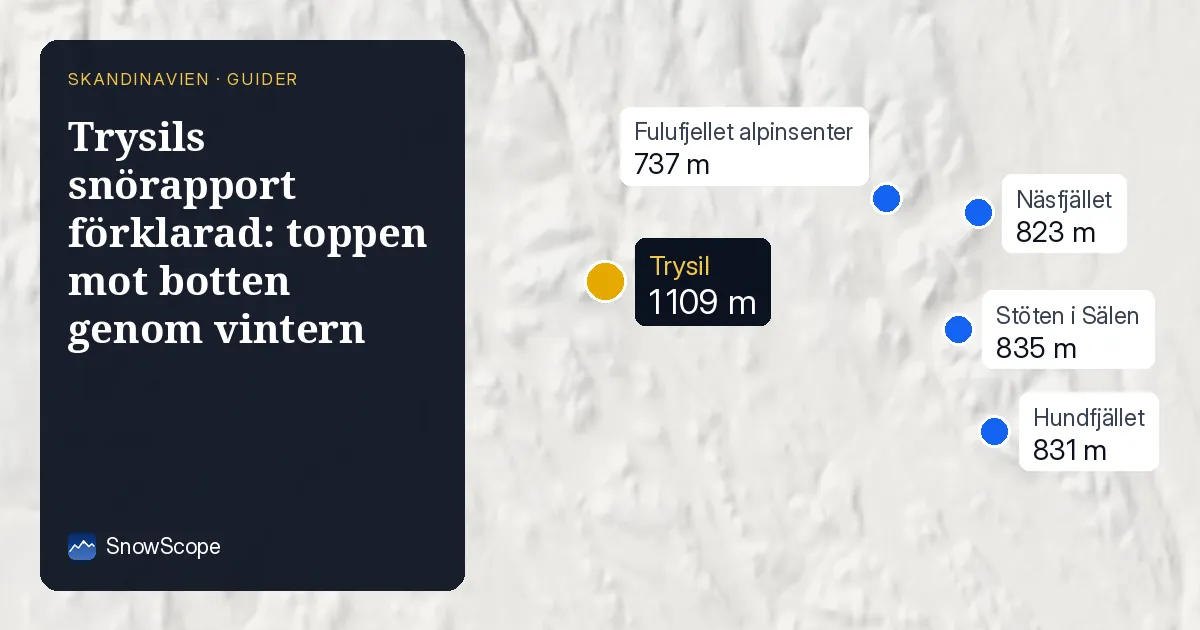 SKANDINAVIEN · GUIDER
Trysils
snörapport
förklarad: toppen
mot botten
genom vintern
SnowScope
Fulufjellet alpinsenter
737 m
Näsfjället
823 m
Trysil
1109 m
Stöten i Sälen
835 m
Hundfjället
831 m